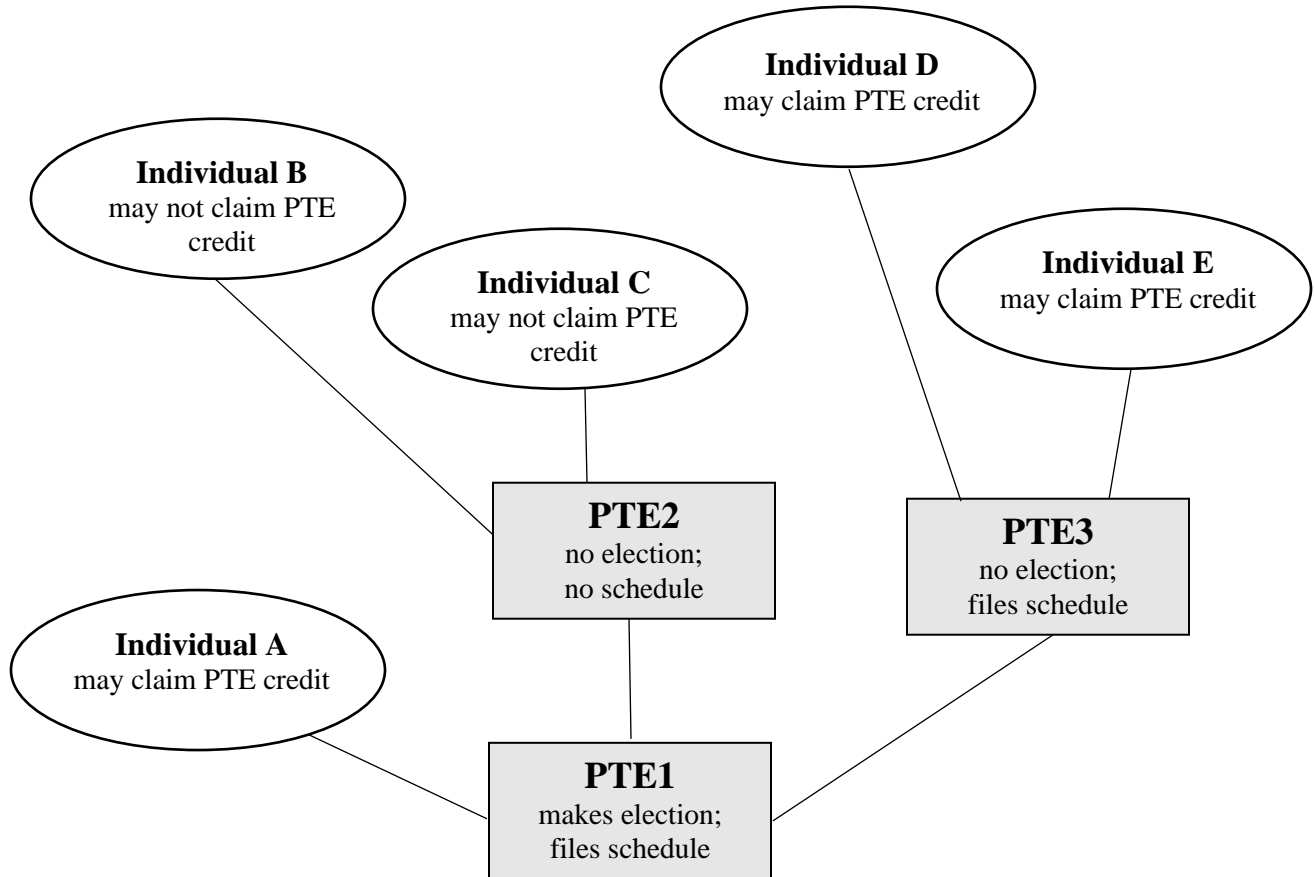 Individual D
may claim PTE credit
Individual B
may not claim PTE
credit
Individual C
may not claim PTE
credit
Individual E
may claim PTE credit
PTE2
no election;
no schedule
PTE3
no election;
files schedule
Individual A
may claim PTE credit
PTE1
makes election;
files schedule